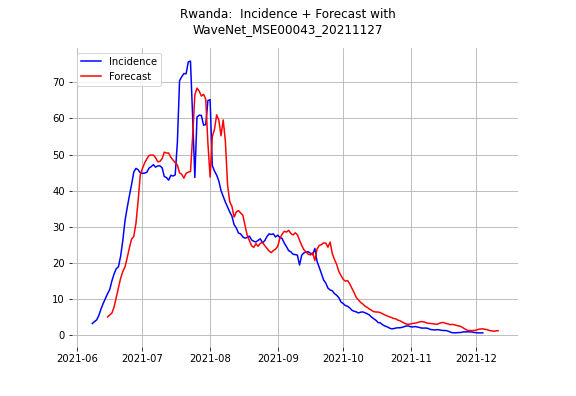 Rwanda:  Incidence + Forecast with
WaveNet_MSE00043_20211127
Incidence
Forecast
70
60
50
40
30
20
10
0
2021-06 2021-07 2021-08 2021-09 2021-10 2021-11 2021-12